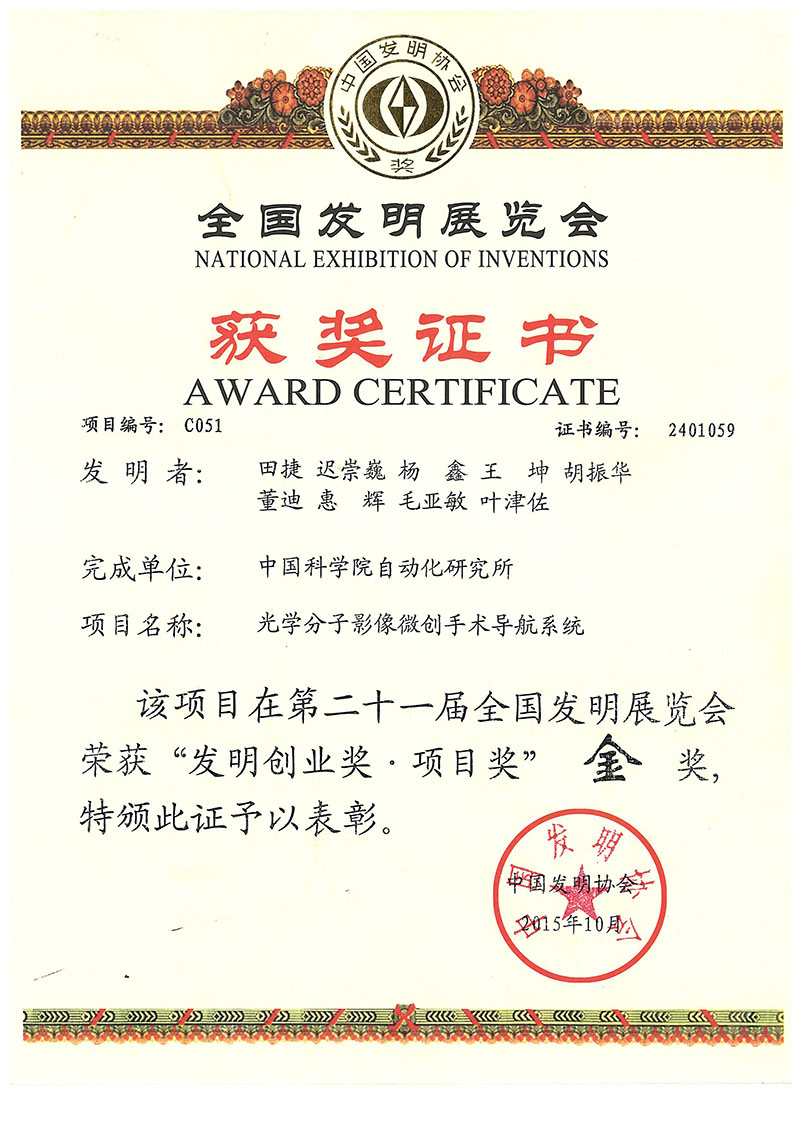 中国发明协会
奖
全国发明展览会
NATIONAL EXHIBITION OF INVENTIONS
获奖证书
AWARD CERTIFICATE
项目编号: C051
证书编号: 2401059
发明者: 田捷 迟崇巍 杨 鑫 王 坤 胡振华
董迪 惠 辉 毛亚敏 叶津佐
完成单位: 中国科学院自动化研究所
项目名称: 光学分子影像微创手术导航系统
该项目在第二十一届全国发明展览会
荣获“发明创业奖·项目奖” 金 奖,
特颁此证予以表彰。
中国发明协会
中国发明协会
2015年10月